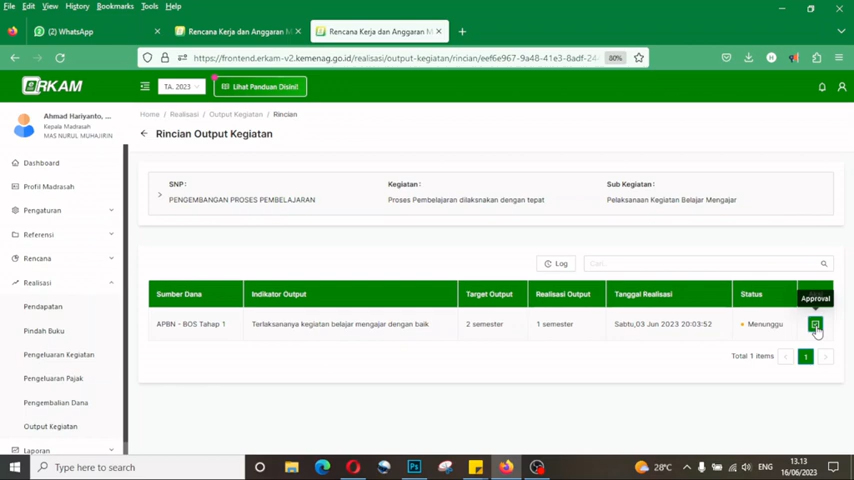 File Edit View History Bookmarks Tools Help
(2) WhatsApp
Rencana Kerja dan Anggaran M
Rencana Kerja dan Anggaran M
https://frontend.erkam-v2.kemenag.go.id/realisasi/output-kegiatan/rincian/eef6e967-9a48-41e3-8adf-24
80%
eRKAM
TA. 2023
Lihat Panduan Disini!
Ahmad Hariyanto, ...
Kepala Madrasah
MAS NURUL MUHAJIRIN
Home / Realisasi / Output Kegiatan / Rincian
Rincian Output Kegiatan
Dashboard
Profil Madrasah
Pengaturan
Referensi
Rencana
Realisasi
Pendapatan
Pindah Buku
Pengeluaran Kegiatan
Pengeluaran Pajak
Pengembalian Dana
Output Kegiatan
Laporan
SNP:
Kegiatan:
Sub Kegiatan:
PENGEMBANGAN PROSES PEMBELAJARAN
Proses Pembelajaran dilaksnakan dengan tepat
Pelaksanaan Kegiatan Belajar Mengajar
Log
Cari...
Approval
Sumber Dana
Indikator Output
Target Output
Realisasi Output
Tanggal Realisasi
Status
APBN - BOS Tahap 1
Terlaksananya kegiatan belajar mengajar dengan baik
2 semester
1 semester
Sabtu,03 Jun 2023 20:03:52
Menunggu
Total 1 items
1
Type here to search
28°C
ENG
13.13
16/06/2023